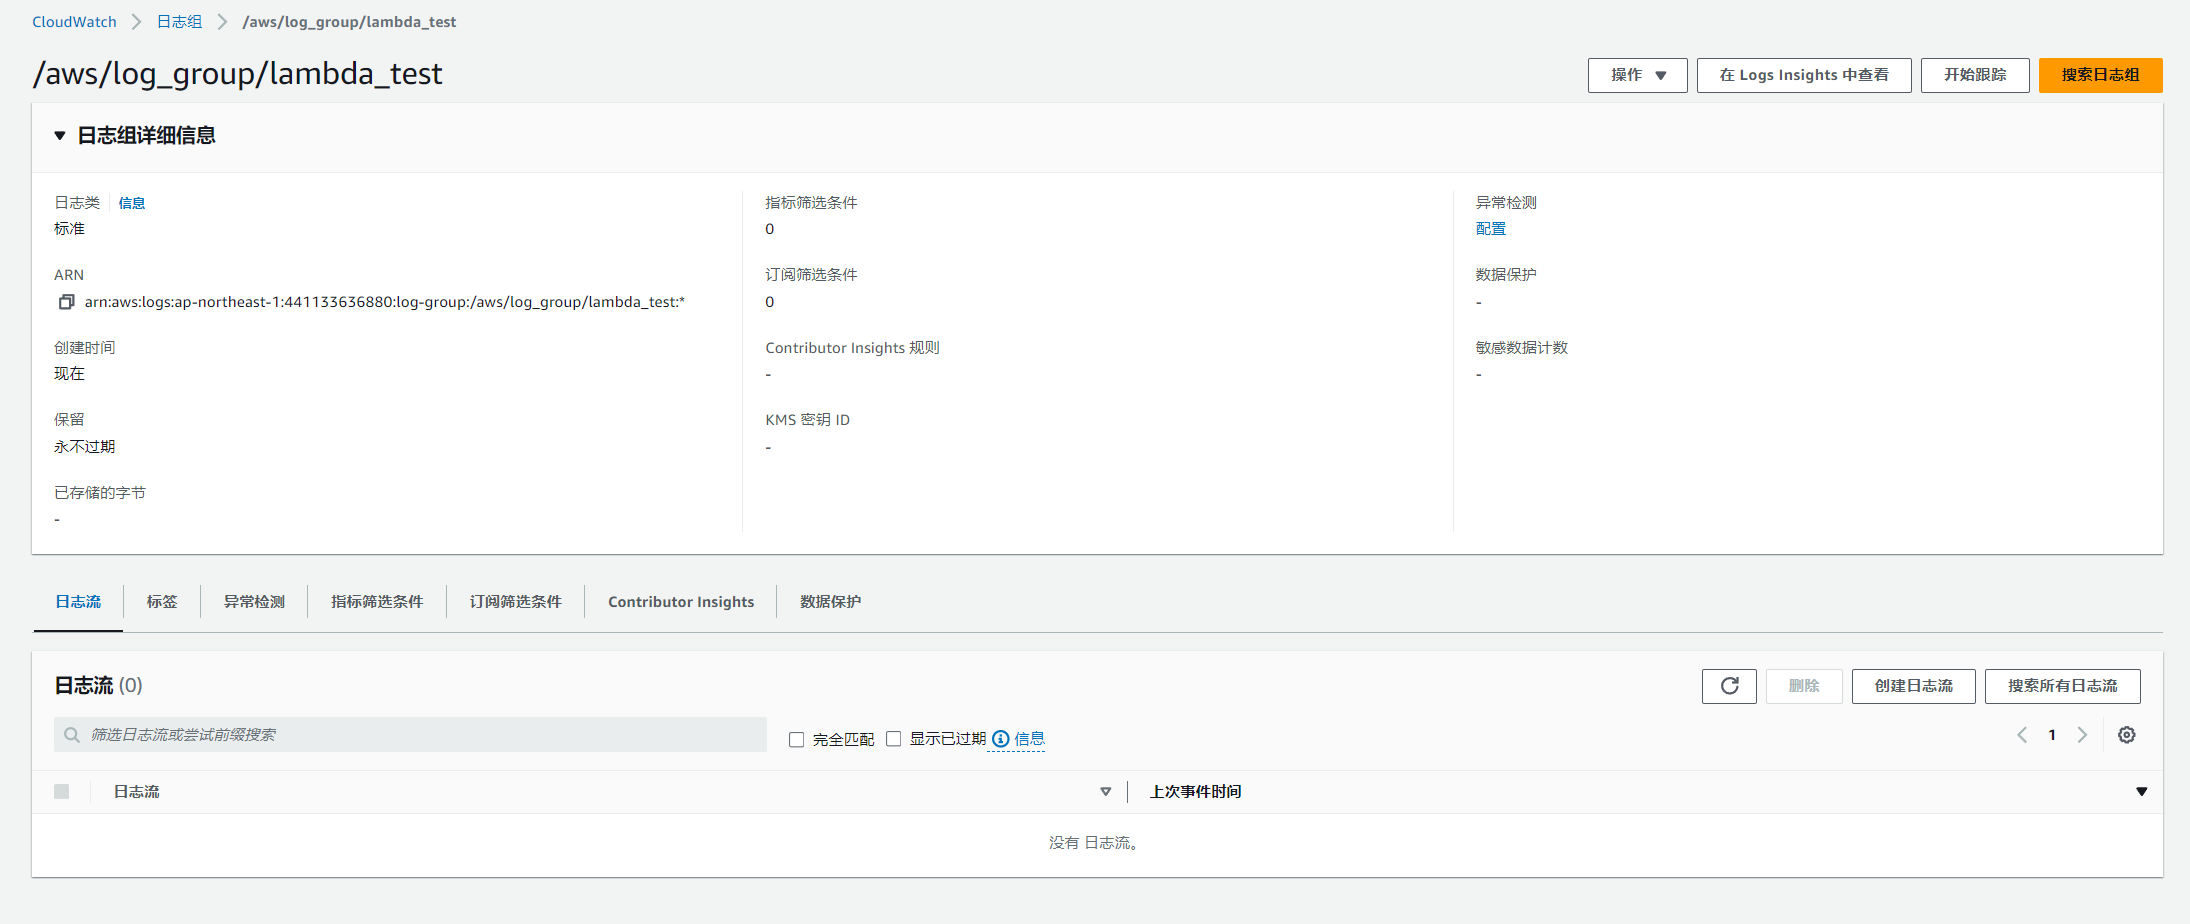 CloudWatch 日志组 /aws/log_group/lambda_test
/aws/log_group/lambda_test
操作 在 Logs Insights 中查看 开始跟踪 搜索日志组
日志组详细信息
日志类 信息
标准
ARN
arn:aws:logs:ap-northeast-1:441133636880:log-group:/aws/log_group/lambda_test:*
创建时间
现在
保留
永不过期
已存储的字节
-
指标筛选条件
0
订阅筛选条件
0
Contributor Insights 规则
-
KMS 密钥 ID
-
异常检测
配置
数据保护
-
敏感数据计数
-
日志流 标签 异常检测 指标筛选条件 订阅筛选条件 Contributor Insights 数据保护
日志流 (0)
删除 创建日志流 搜索所有日志流
筛选日志流或尝试前缀搜索
完全匹配 显示已过期 信息
1
日志流 上次事件时间
没有 日志流。